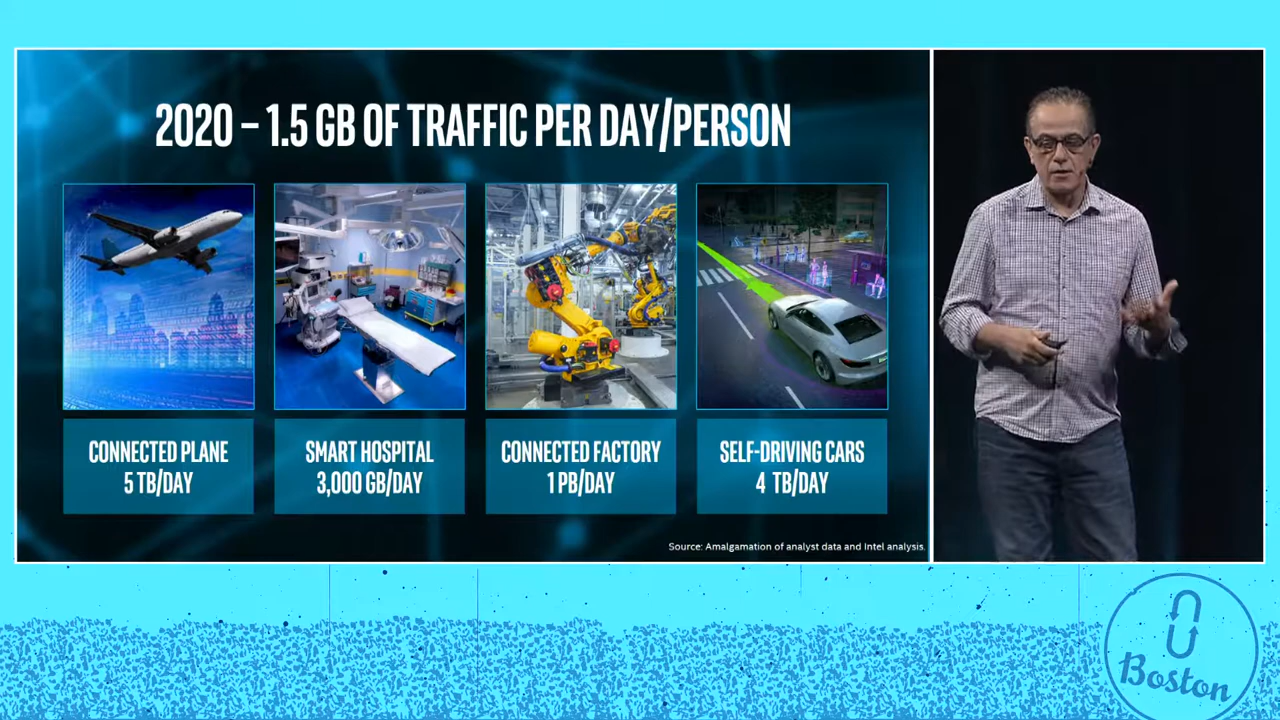 2020 – 1.5 GB OF TRAFFIC PER DAY/PERSON
CONNECTED PLANE
5 TB/DAY
SMART HOSPITAL
3,000 GB/DAY
CONNECTED FACTORY
1 PB/DAY
SELF-DRIVING CARS
4 TB/DAY
Source: Amalgamation of analyst data and Intel analysis.
Boston